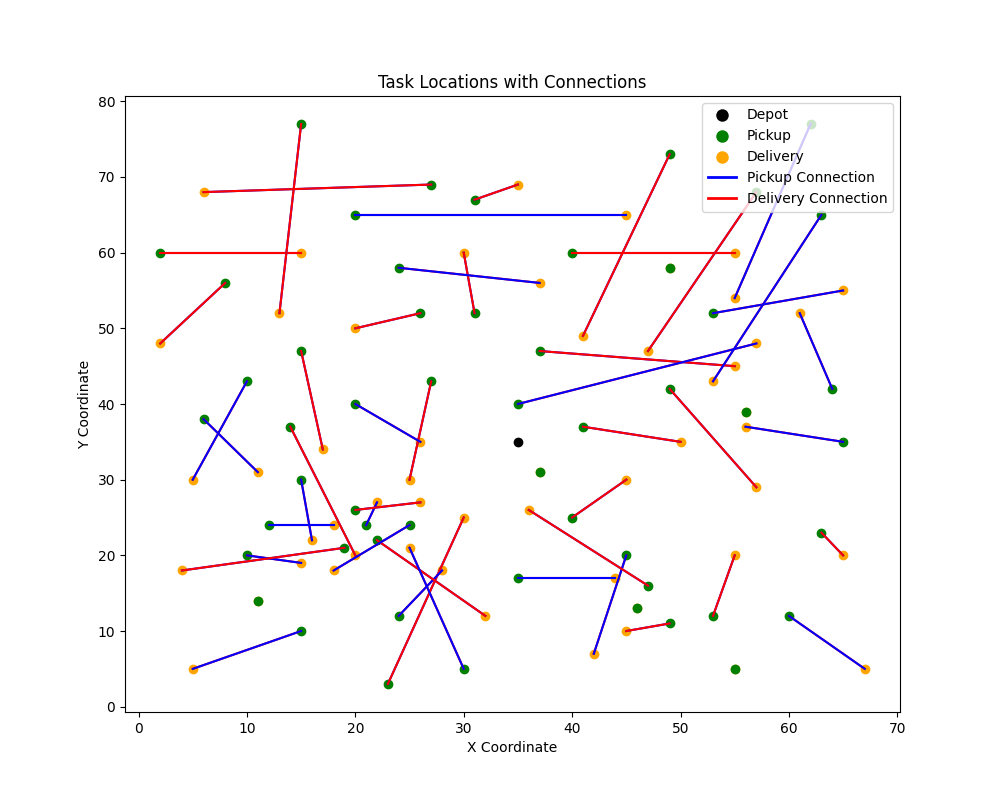 Task Locations with Connections
Depot
Pickup
Delivery
Pickup Connection
Delivery Connection
80
70
60
50
40
30
20
10
0
Y Coordinate
0 10 20 30 40 50 60 70
X Coordinate